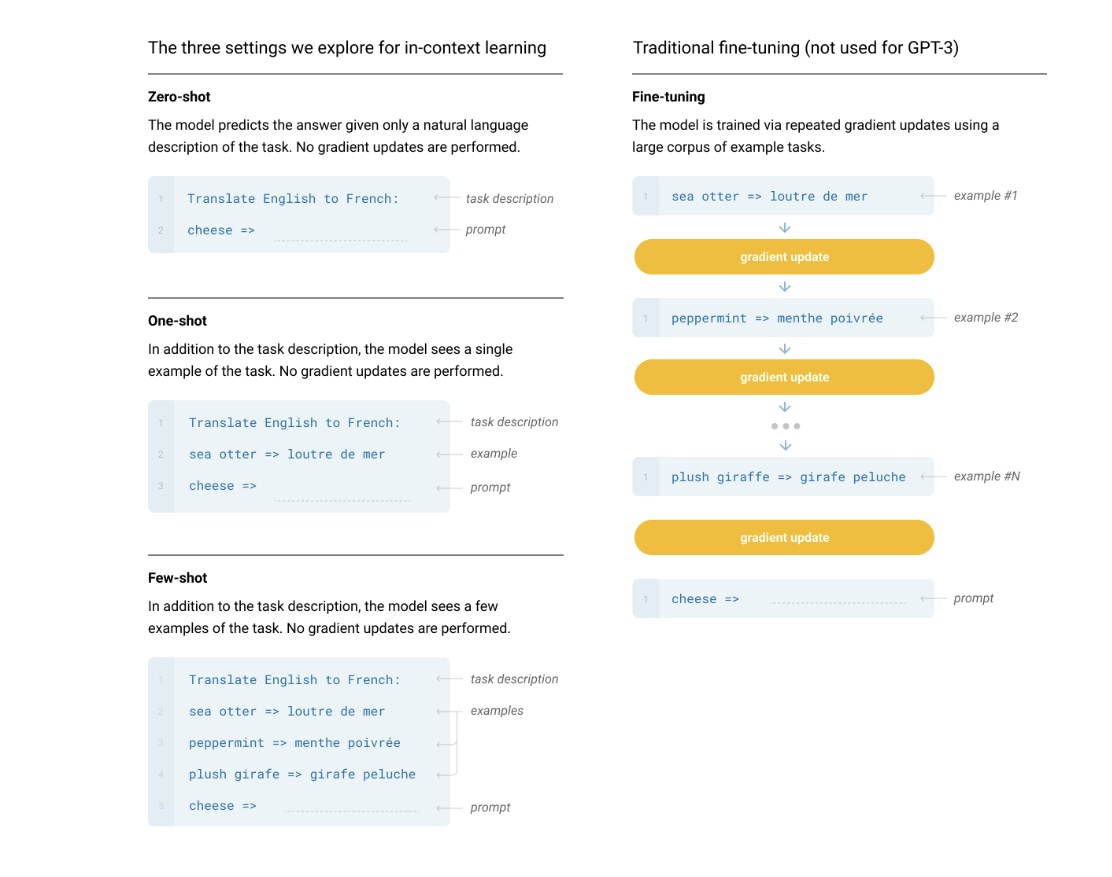 The three settings we explore for in-context learning
Zero-shot
The model predicts the answer given only a natural language
description of the task. No gradient updates are performed.
1 Translate English to French: task description
2 cheese => prompt
One-shot
In addition to the task description, the model sees a single
example of the task. No gradient updates are performed.
1 Translate English to French: task description
2 sea otter => loutre de mer example
3 cheese => prompt
Few-shot
In addition to the task description, the model sees a few
examples of the task. No gradient updates are performed.
1 Translate English to French: task description
2 sea otter => loutre de mer examples
3 peppermint => menthe poivrée
4 plush girafe => girafe peluche
5 cheese => prompt
Traditional fine-tuning (not used for GPT-3)
Fine-tuning
The model is trained via repeated gradient updates using a
large corpus of example tasks.
1 sea otter => loutre de mer example #1
gradient update
1 peppermint => menthe poivrée example #2
gradient update
1 plush giraffe => girafe peluche example #N
gradient update
1 cheese => prompt